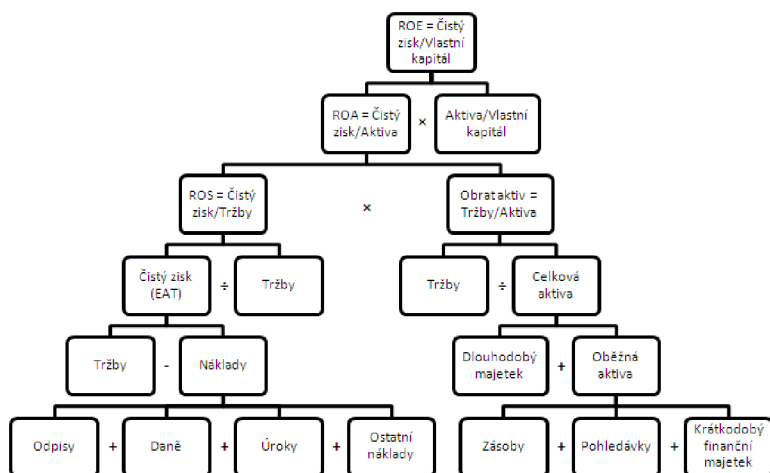 ROE = Čistý
zisk/Vlastní
kapitál
ROA = Čistý
zisk/Aktiva
×
Aktiva/Vlastní
kapitál
ROS = Čistý
zisk/Tržby
×
Obrat aktiv =
Tržby/Aktiva
Čistý zisk
(EAT)
÷
Tržby
Tržby
÷
Celková
aktiva
Tržby
-
Náklady
Dlouhodobý
majetek
+
Oběžná
aktiva
Odpisy
+
Daně
+
Úroky
+
Ostatní
náklady
Zásoby
+
Pohledávky
+
Krátkodobý
finanční
majetek